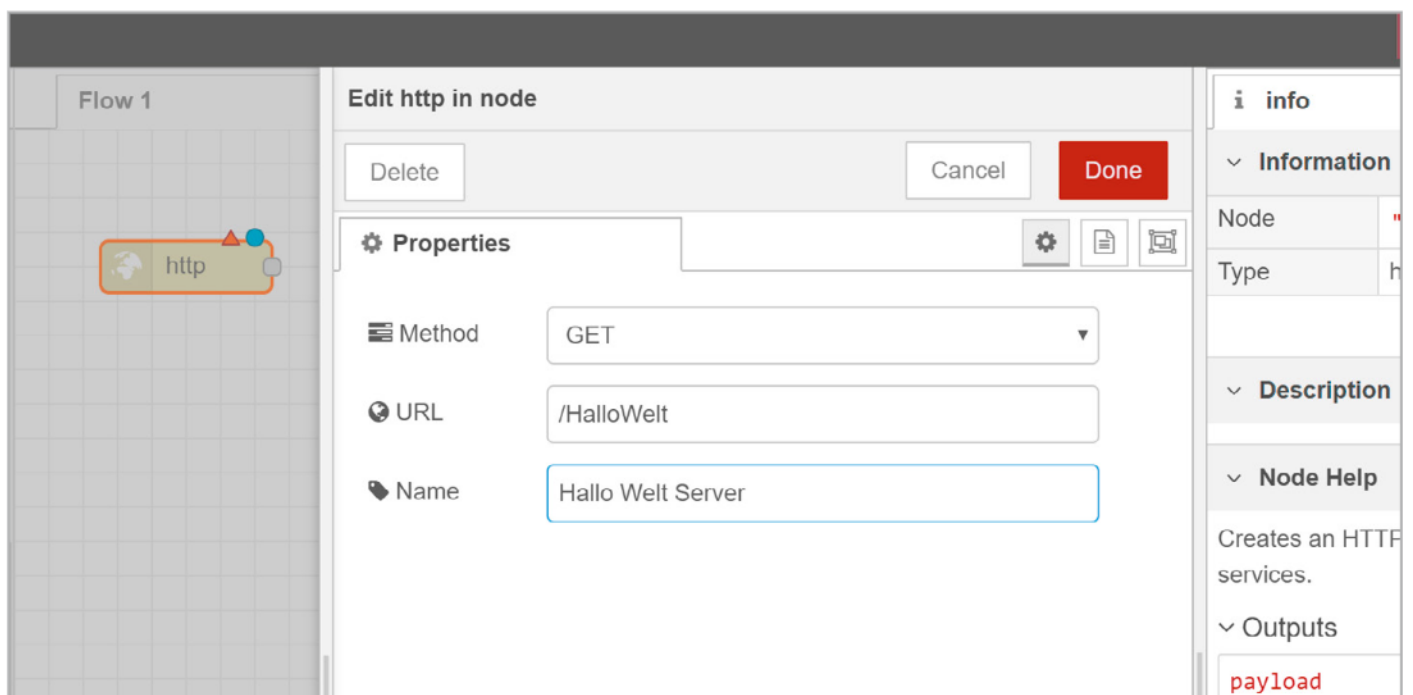 Flow 1
Edit http in node
i info
Delete
Cancel
Done
Information
Node
"
Properties
Type
h
http
Method
GET
URL
/HalloWelt
Description
Name
Hallo Welt Server
Node Help
Creates an HTTP
services.
Outputs
payload